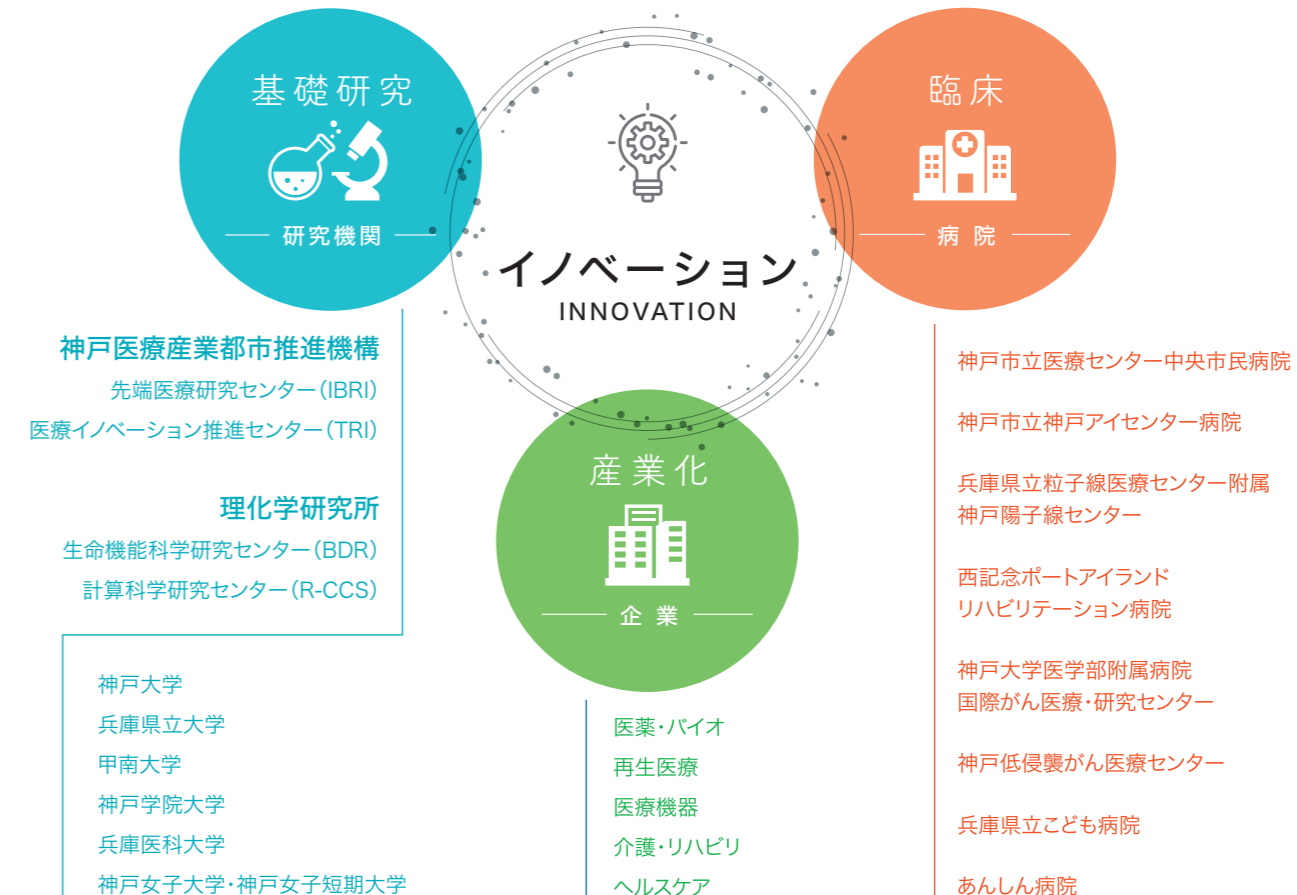 基礎研究
研究機関
イノベーション
INNOVATION
臨床
病院
神戸医療産業都市推進機構
先端医療研究センター(IBRI)
医療イノベーション推進センター(TRI)
理化学研究所
生命機能科学研究センター(BDR)
計算科学研究センター(R-CCS)
神戸大学
兵庫県立大学
甲南大学
神戸学院大学
兵庫医科大学
神戸女子大学・神戸女子短期大学
産業化
企業
医薬・バイオ
再生医療
医療機器
介護・リハビリ
ヘルスケア
神戸市立医療センター中央市民病院
神戸市立神戸アイセンター病院
兵庫県立粒子線医療センター附属
神戸陽子線センター
西記念ポートアイランド
リハビリテーション病院
神戸大学医学部附属病院
国際がん医療・研究センター
神戸低侵襲がん医療センター
兵庫県立こども病院
あんしん病院